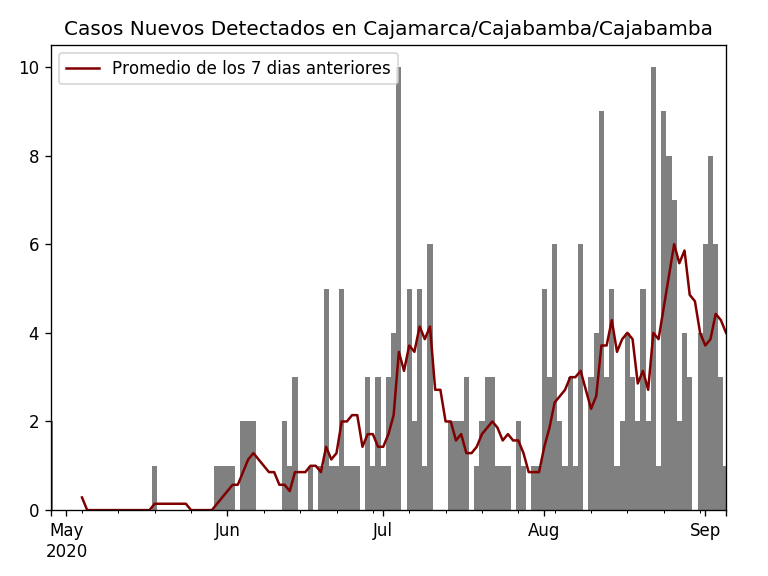 Casos Nuevos Detectados en Cajamarca/Cajabamba/Cajabamba
Promedio de los 7 dias anteriores
10
8
6
4
2
0
May Jun Jul Aug Sep
2020